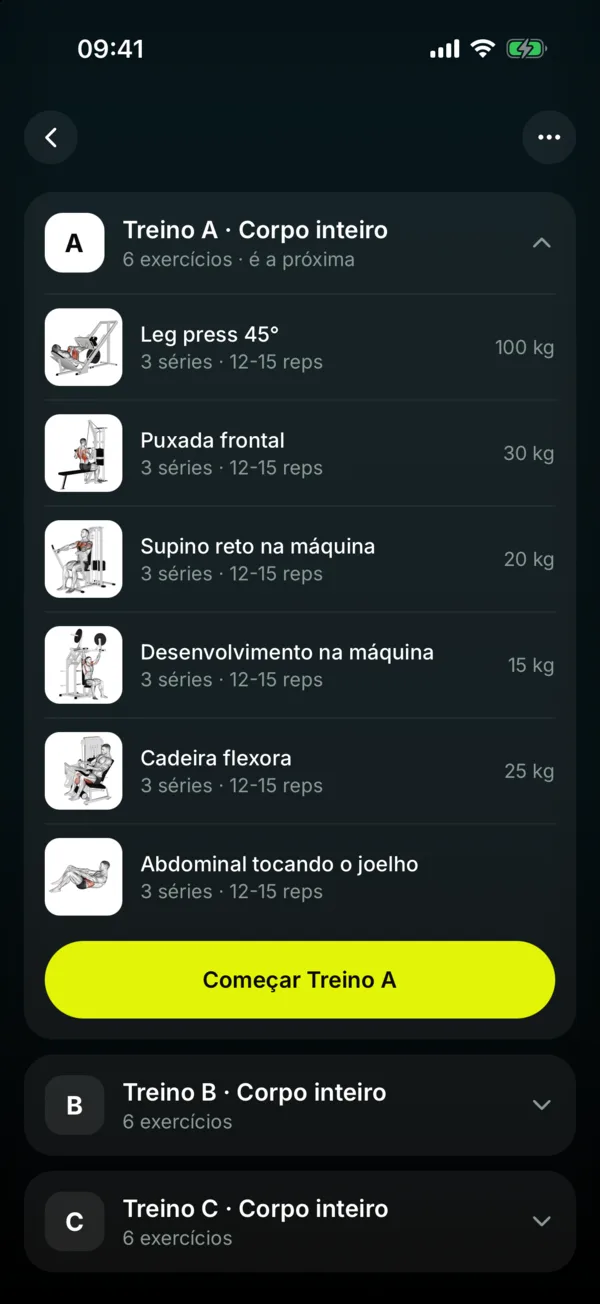 09:41
A
Treino A · Corpo inteiro
6 exercícios · é a próxima
Leg press 45°
3 séries · 12-15 reps
100 kg
Puxada frontal
3 séries · 12-15 reps
30 kg
Supino reto na máquina
3 séries · 12-15 reps
20 kg
Desenvolvimento na máquina
3 séries · 12-15 reps
15 kg
Cadeira flexora
3 séries · 12-15 reps
25 kg
Abdominal tocando o joelho
3 séries · 12-15 reps
Começar Treino A
B
Treino B · Corpo inteiro
6 exercícios
C
Treino C · Corpo inteiro
6 exercícios